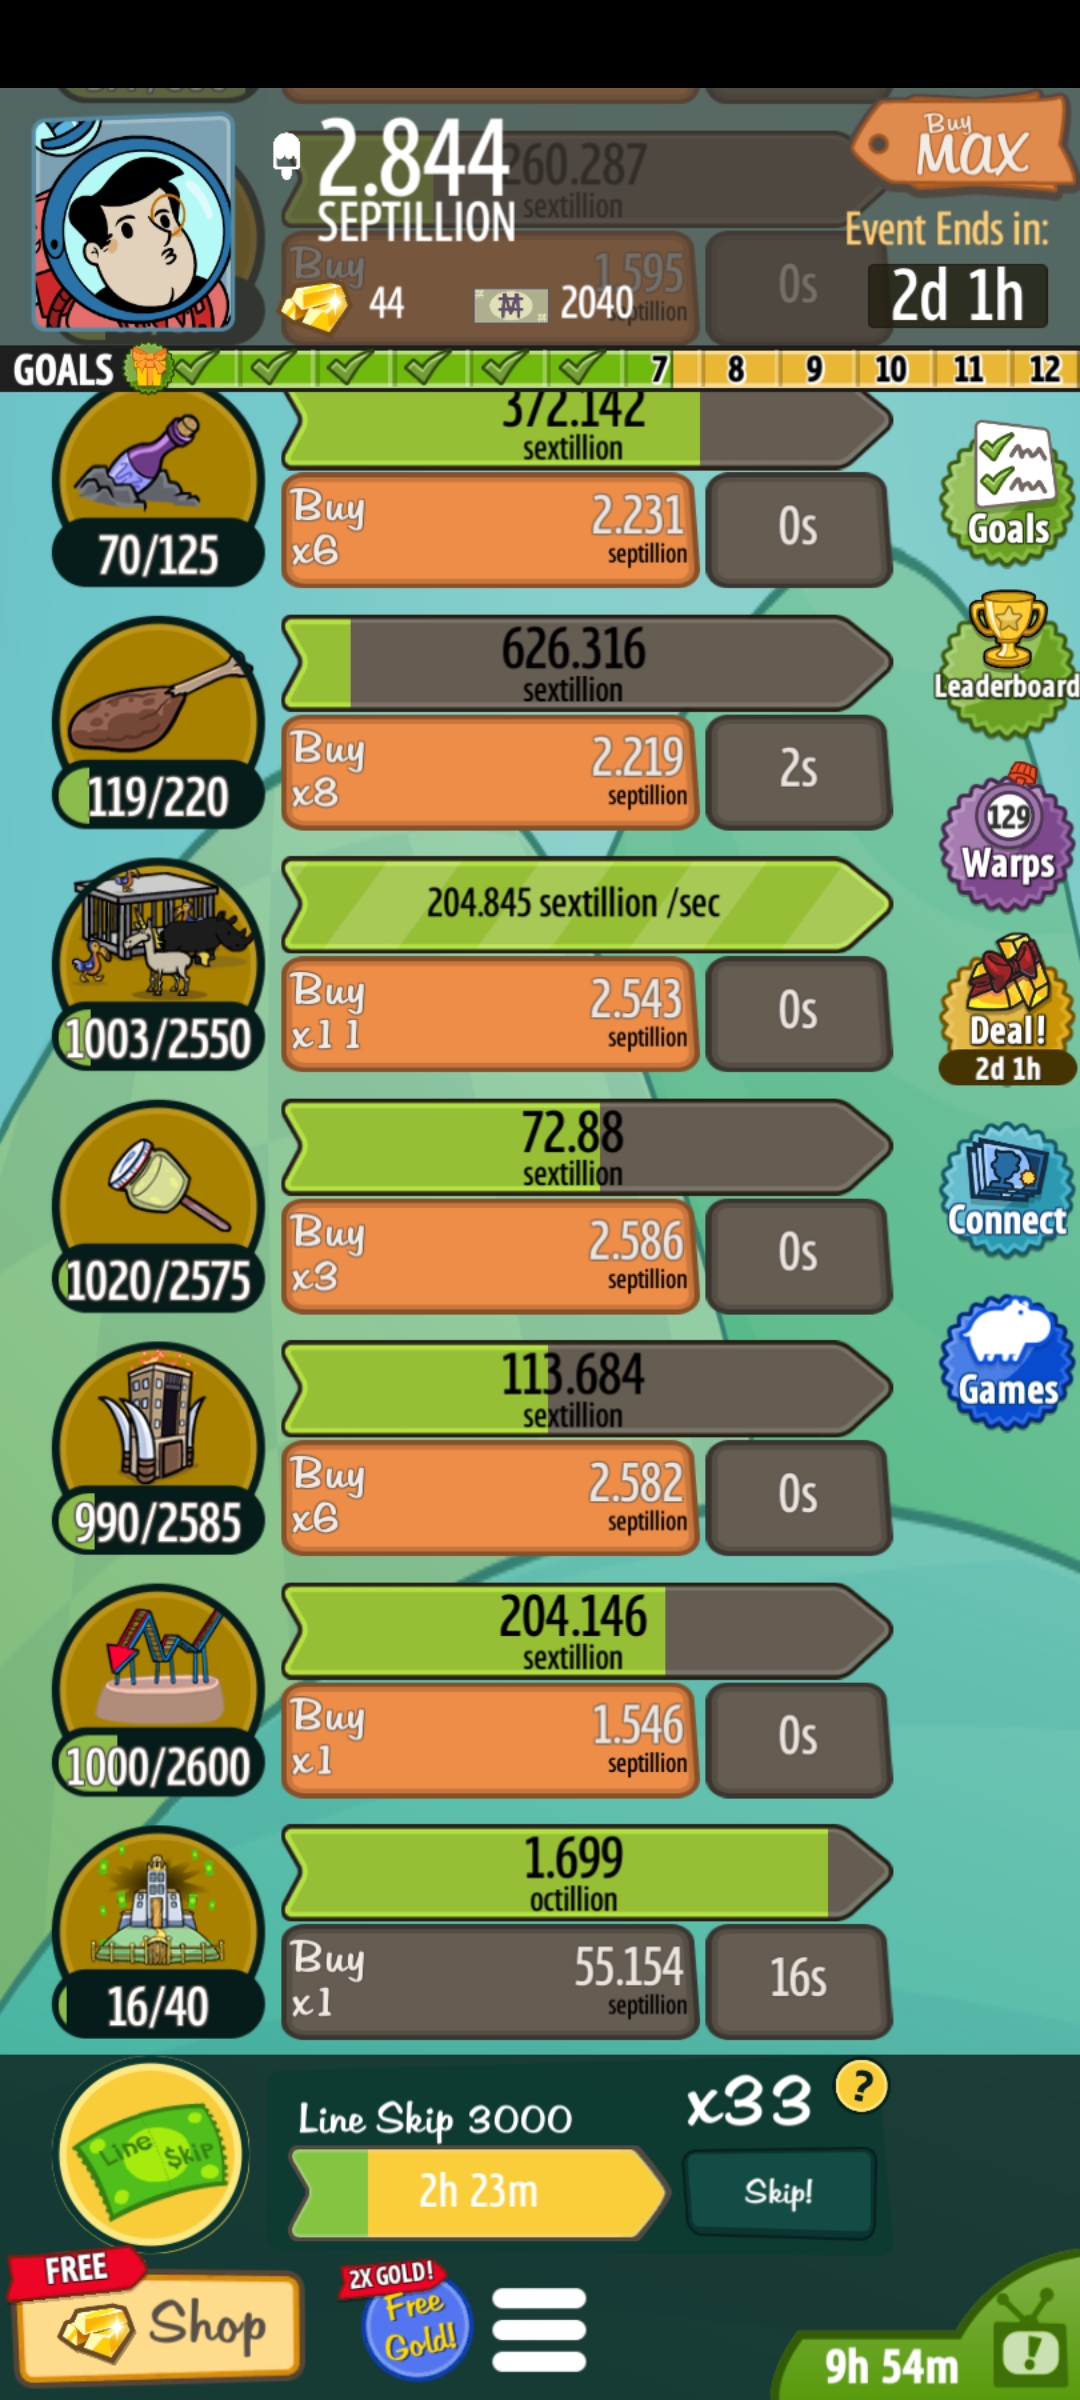 2.844
SEPTILLION
260.287
sextillion
Buy
MAX
Event Ends in:
2d 1h
Buy
1.595
44
2040
0s
GOALS
7
8
9
10
11
12
372.142
sextillion
70/125
Buy
x6
2.231
septillion
0s
Goals
626.316
sextillion
119/220
Buy
x8
2.219
septillion
2s
Leaderboard
204.845 sextillion /sec
1003/2550
Buy
x11
2.543
septillion
0s
129
Warps
Deal!
2d 1h
72.88
sextillion
1020/2575
Buy
x3
2.586
septillion
0s
Connect
113.684
sextillion
990/2585
Buy
x6
2.582
septillion
0s
Games
204.146
sextillion
1000/2600
Buy
x1
1.546
septillion
0s
1.699
octillion
16/40
Buy
x1
55.154
septillion
16s
Line Skip
Line Skip 3000
x33
?
2h 23m
Skip!
FREE
Shop
2X GOLD!
Free
Gold!
9h 54m
!